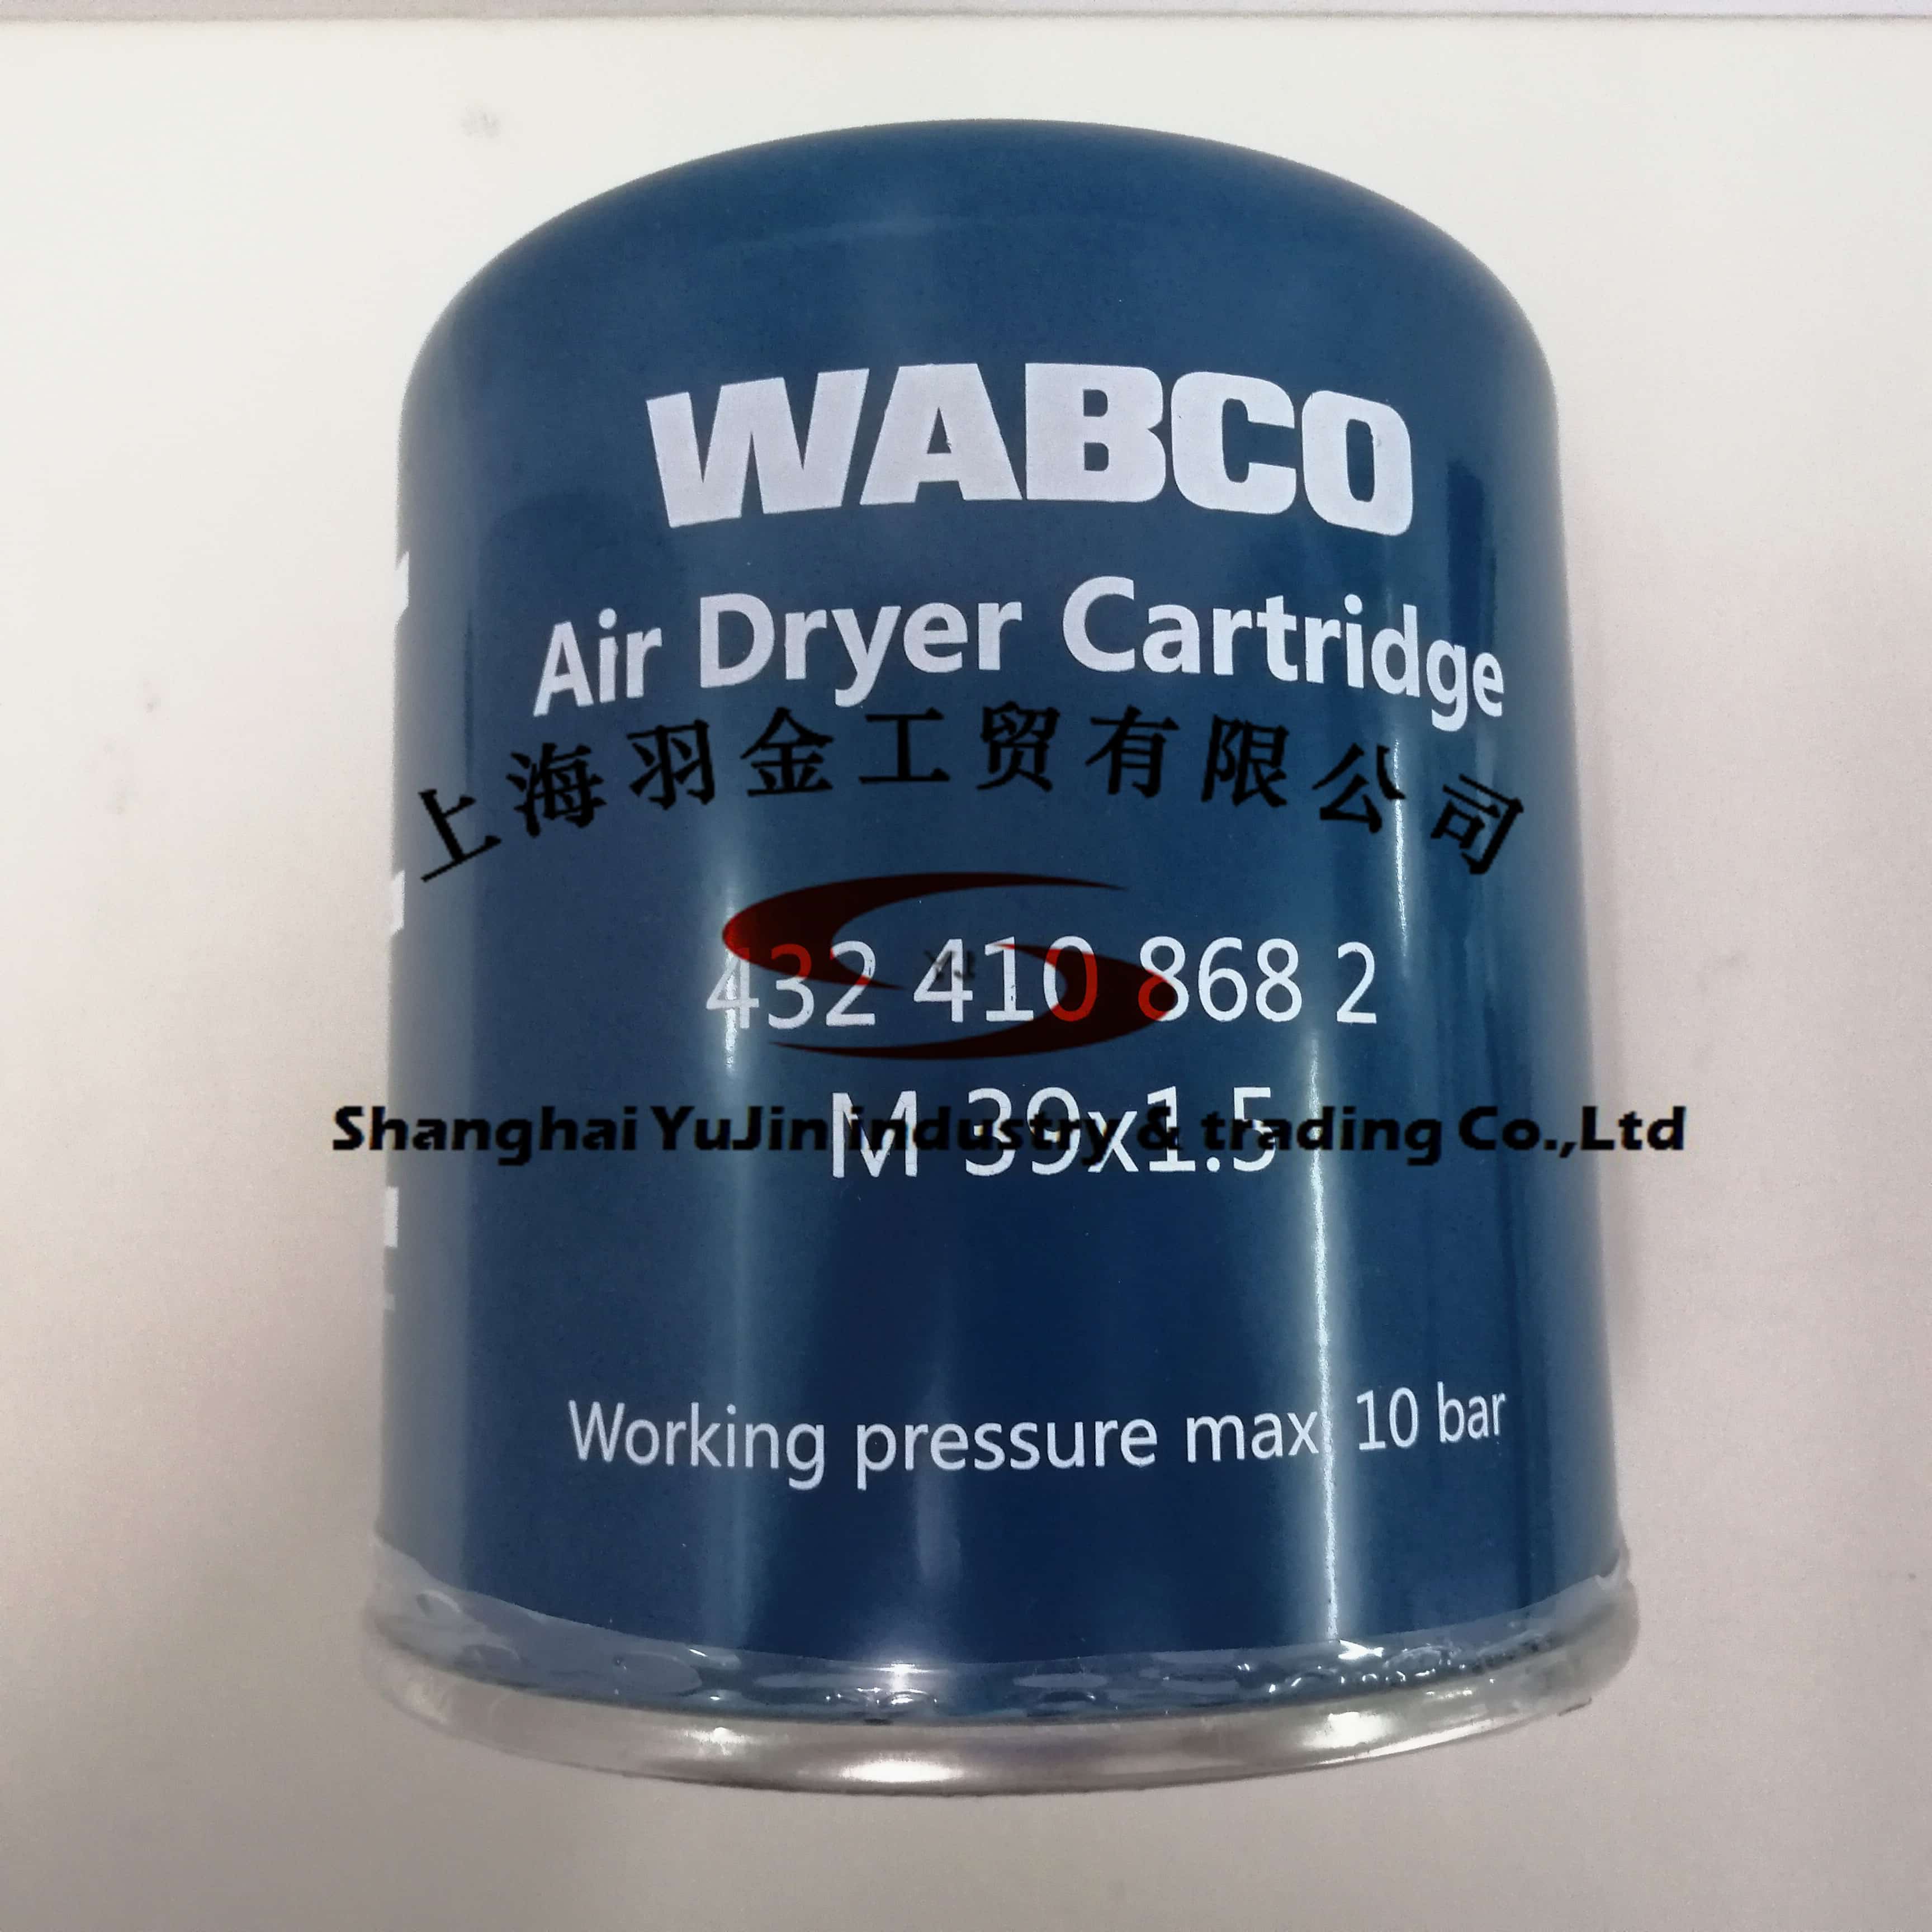 WABCO
Air Dryer Cartridge
上海羽金工贸有限公司
432 410 868 2
YJ
M 39x1.5
Shanghai YuJin industry & trading Co.,Ltd
Working pressure max. 10 bar